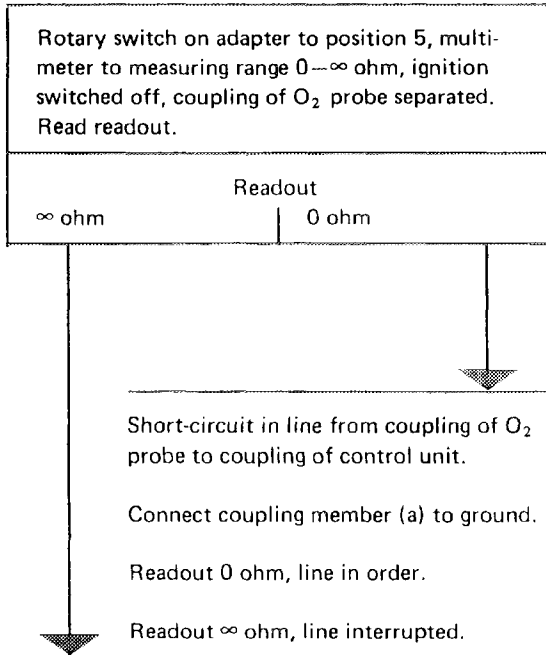 Rotary switch on adapter to position 5, multi-
meter to measuring range 0–∞ ohm, ignition
switched off, coupling of O₂ probe separated.
Read readout.
Readout
∞ ohm
0 ohm
Short-circuit in line from coupling of O₂
probe to coupling of control unit.
Connect coupling member (a) to ground.
Readout 0 ohm, line in order.
Readout ∞ ohm, line interrupted.